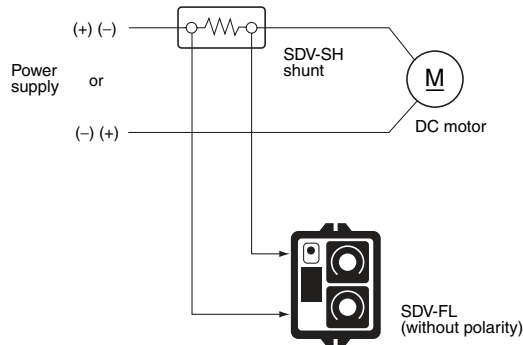 (+) (−)
SDV-SH
shunt
Power
supply
or
M
DC motor
(−) (+)
SDV-FL
(without polarity)